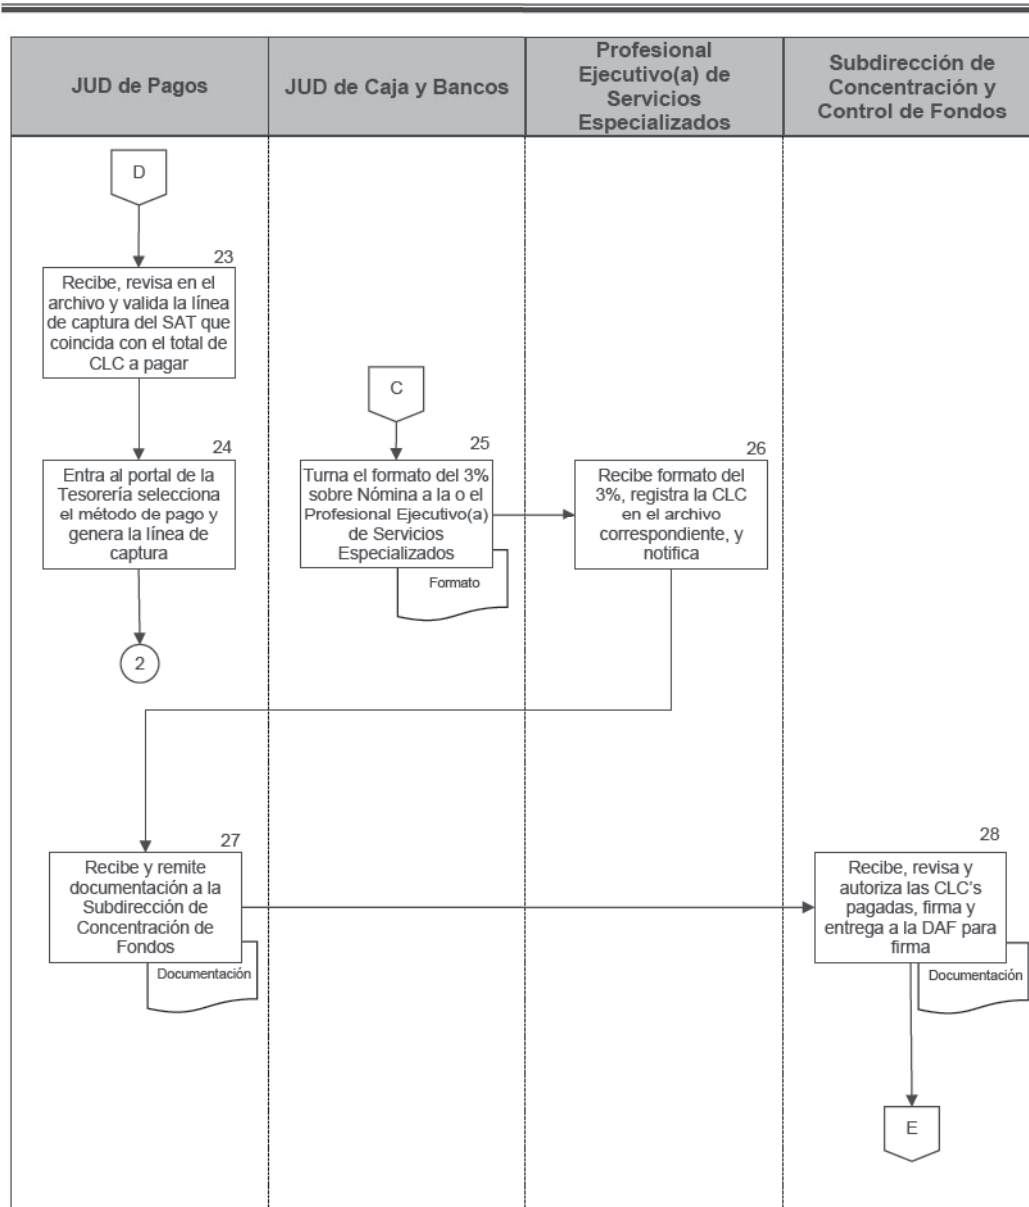 JUD de Pagos
JUD de Caja y Bancos
Profesional
Ejecutivo(a) de
Servicios
Especializados
Subdirección de
Concentración y
Control de Fondos
D
23
Recibe, revisa en el
archivo y valida la línea
de captura del SAT que
coincida con el total de
CLC a pagar
24
Entra al portal de la
Tesorería selecciona
el método de pago y
genera la línea de
captura
2
C
25
Turna el formato del 3%
sobre Nómina a la o el
Profesional Ejecutivo(a)
de Servicios
Especializados
Formato
26
Recibe formato del
3%, registra la CLC
en el archivo
correspondiente, y
notifica
27
Recibe y remite
documentación a la
Subdirección de
Concentración de
Fondos
Documentación
28
Recibe, revisa y
autoriza las CLC's
pagadas, firma y
entrega a la DAF para
firma
Documentación
E